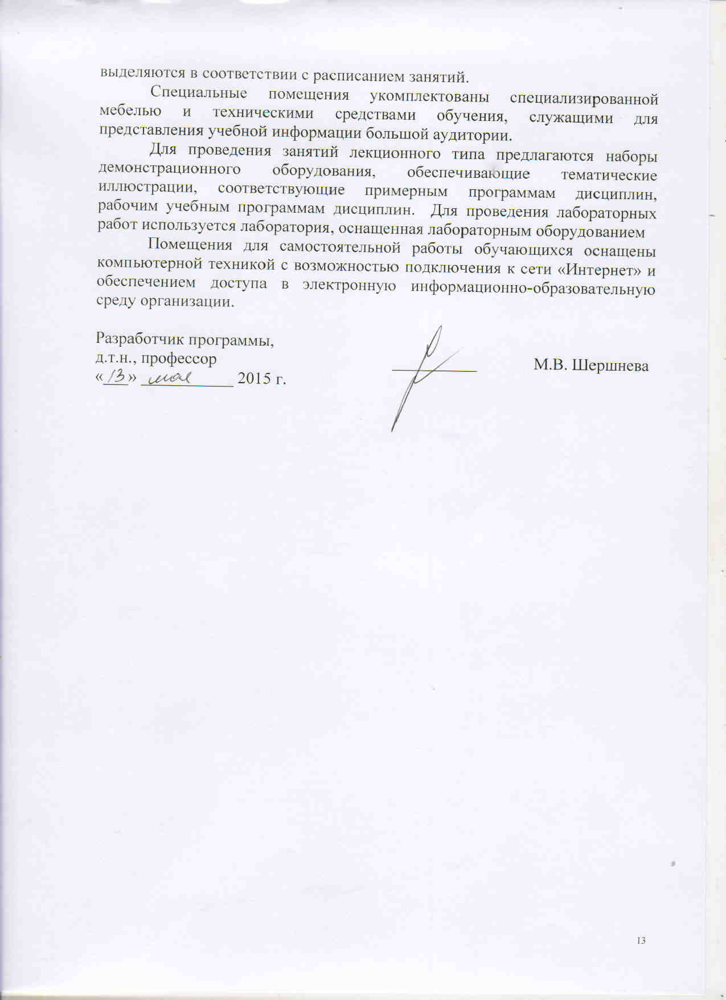 выделяются в соответствии с расписанием занятий.
Специальные помещения укомплектованы специализированной
мебелью и техническими средствами обучения, служащими для
представления учебной информации большой аудитории.
Для проведения занятий лекционного типа предлагаются наборы
демонстрационного оборудования, обеспечивающие тематические
иллюстрации, соответствующие примерным программам дисциплин,
рабочим учебным программам дисциплин. Для проведения лабораторных
работ используется лаборатория, оснащенная лабораторным оборудованием
Помещения для самостоятельной работы обучающихся оснащены
компьютерной техникой с возможностью подключения к сети «Интернет» и
обеспечением доступа в электронную информационно-образовательную
среду организации.
Разработчик программы,
д.т.н., профессор
М.В. Шершнева
«13» мая 2015 г.
13